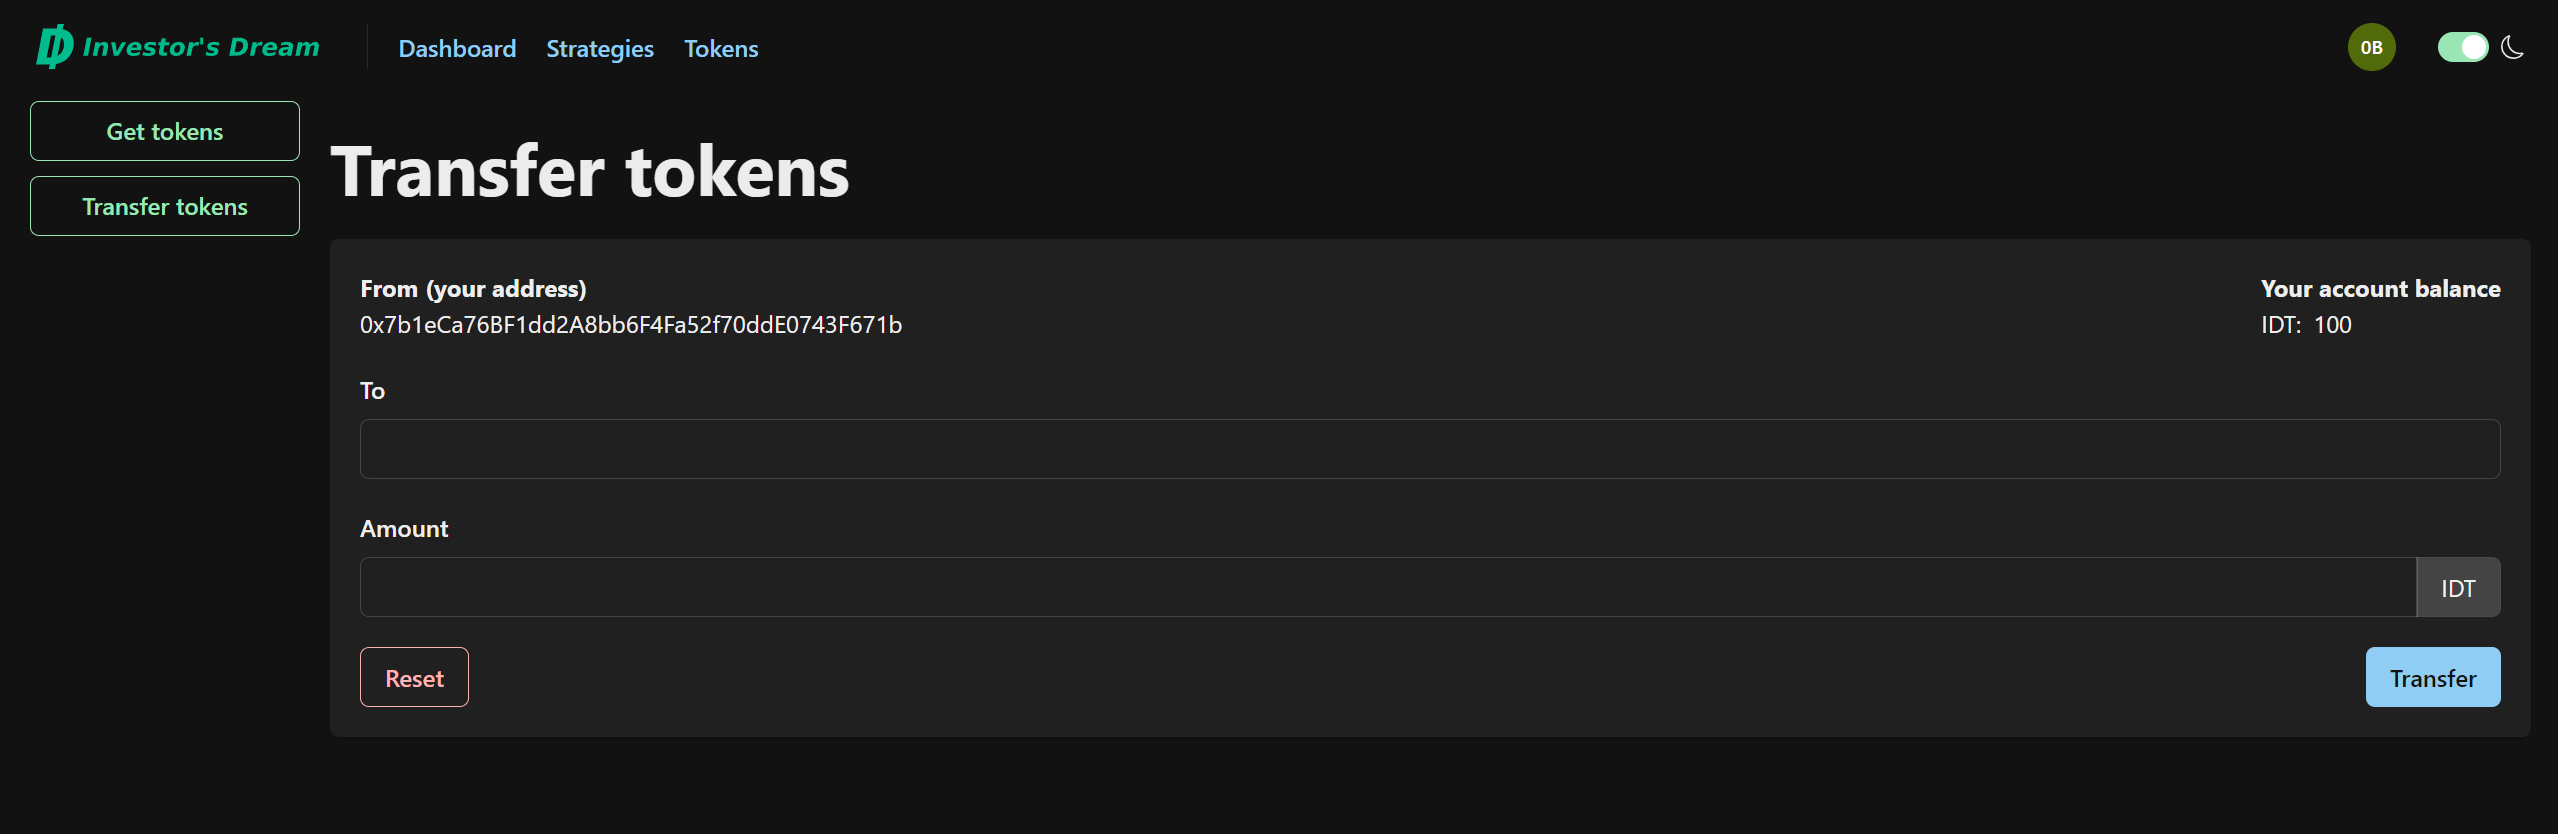 Investor's Dream
Dashboard Strategies Tokens
0B
Get tokens
Transfer tokens
Transfer tokens
From (your address)
0x7b1eCa76BF1dd2A8bb6F4Fa52f70ddE0743F671b
Your account balance
IDT: 100
To
Amount
IDT
Reset
Transfer